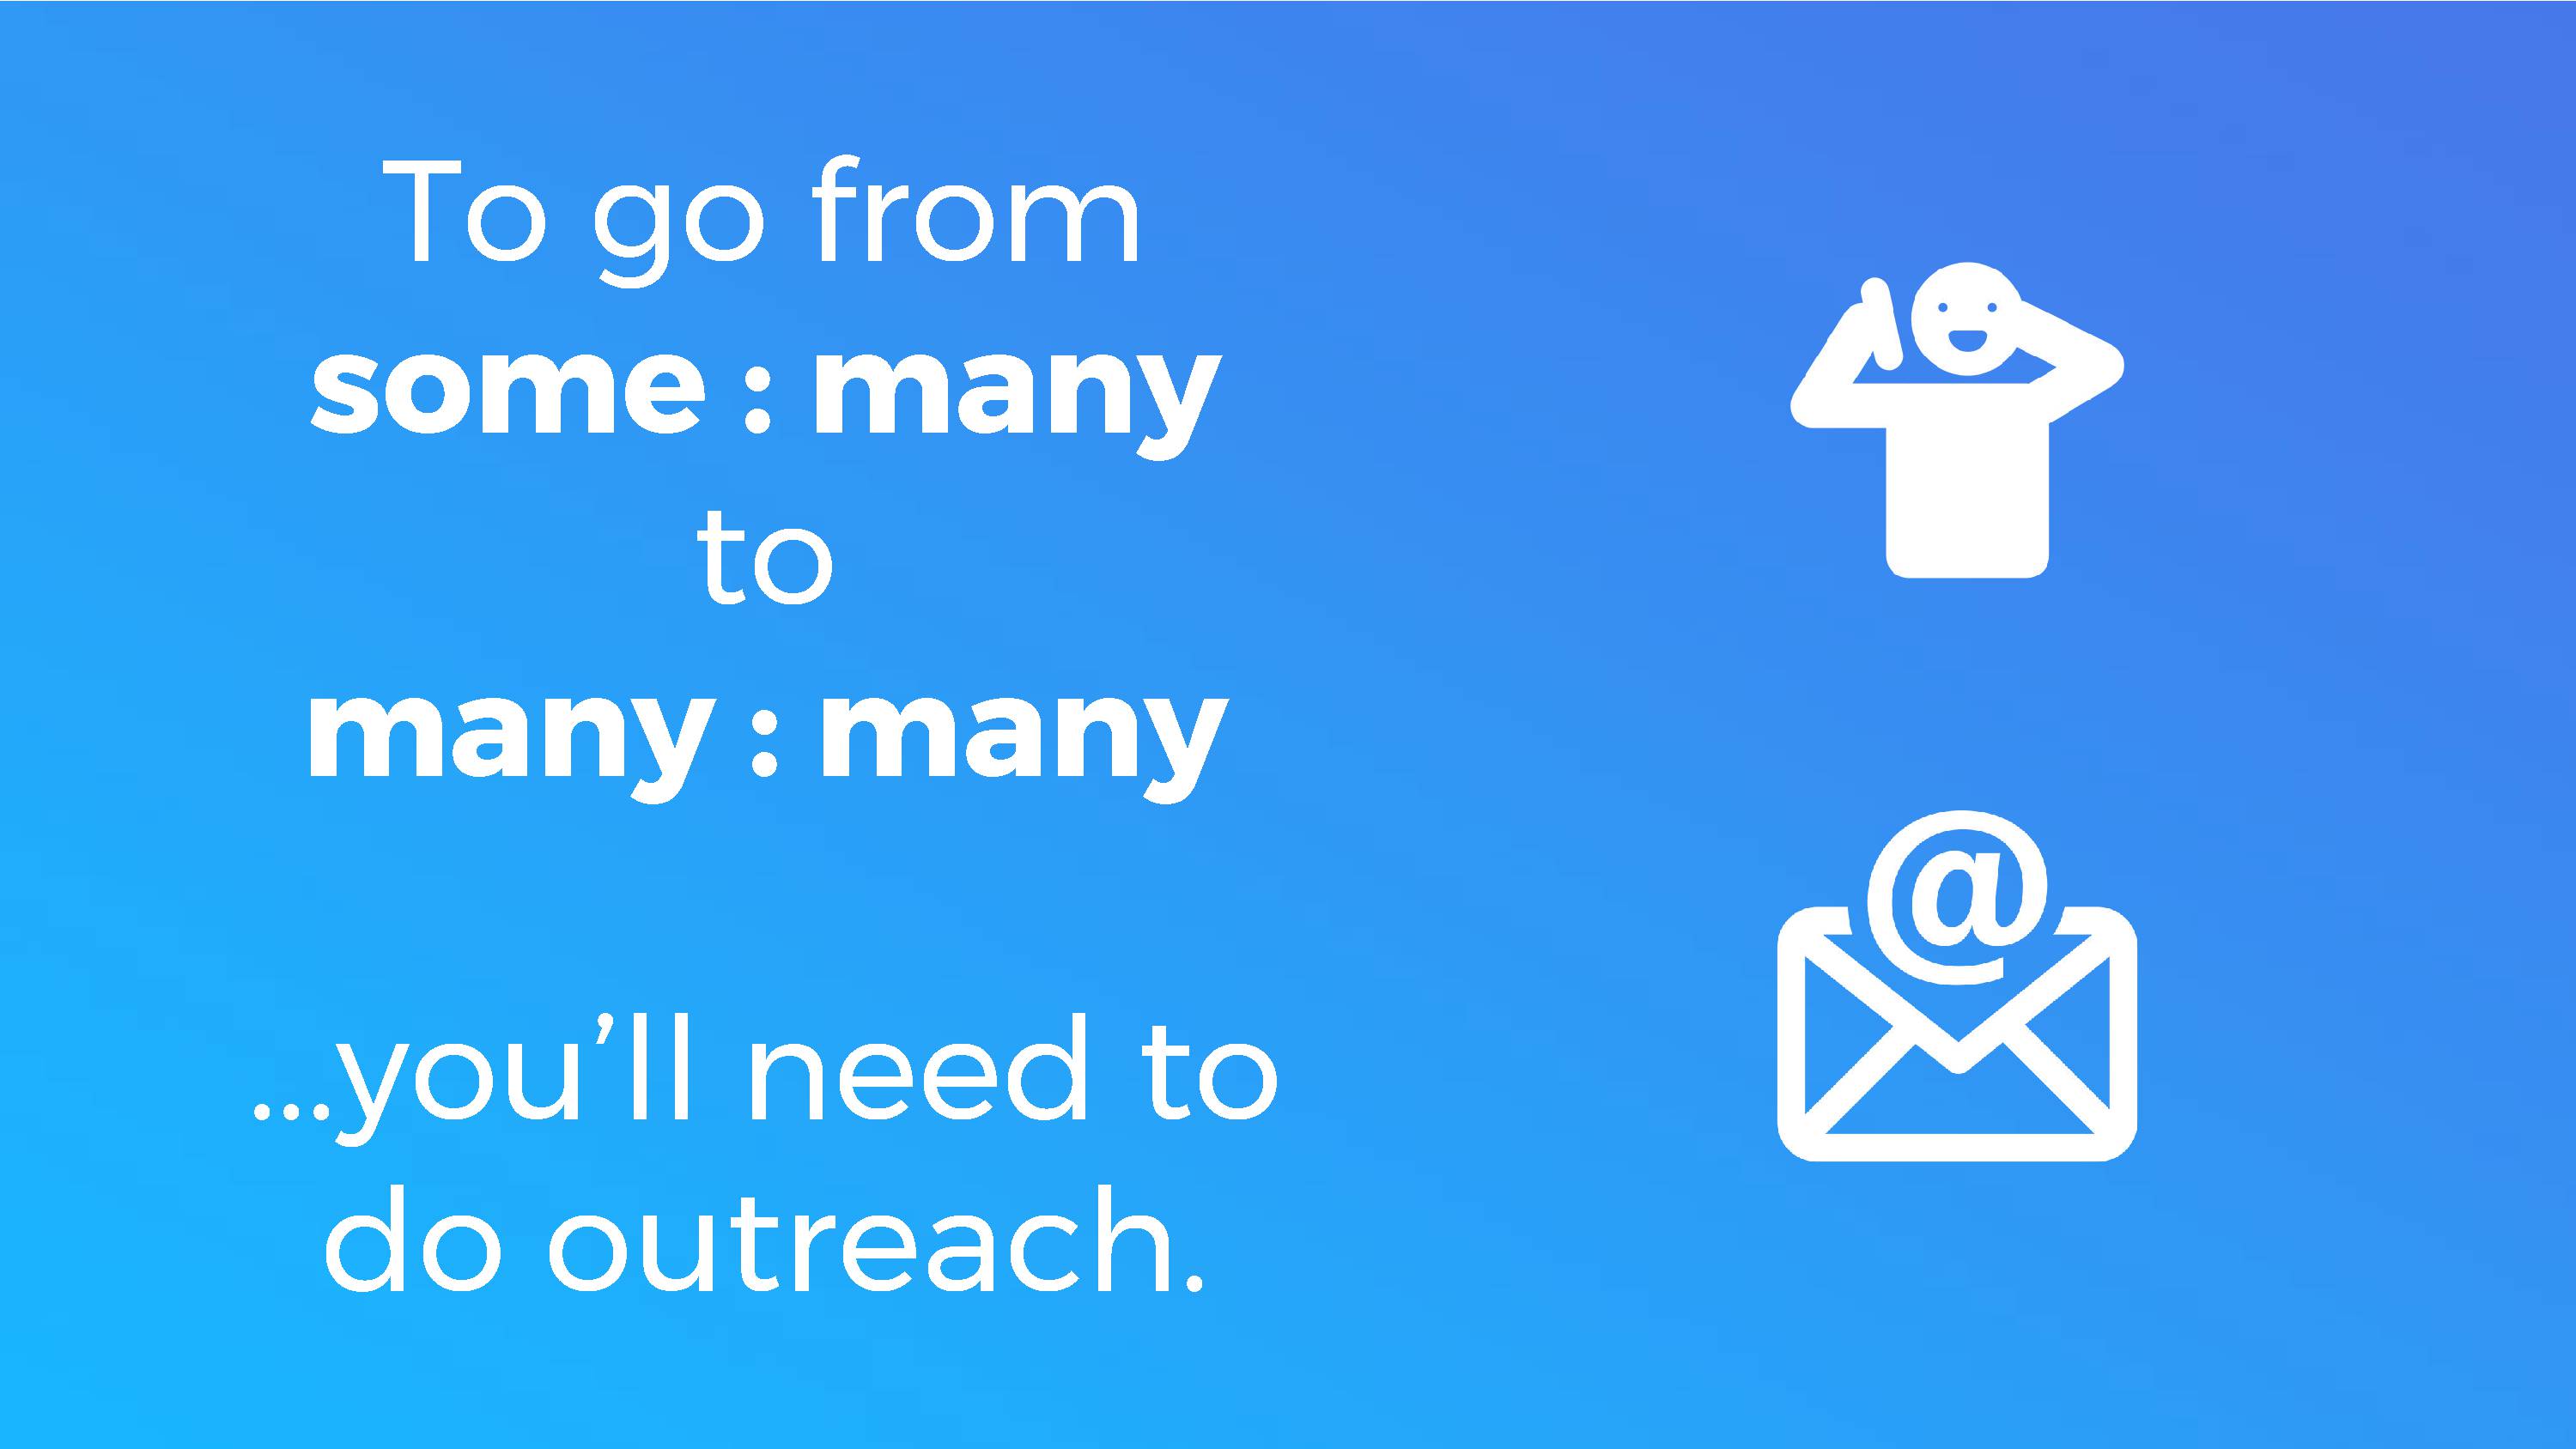 To go from
some : many
to
many : many
...you’ll need to
do outreach.
@